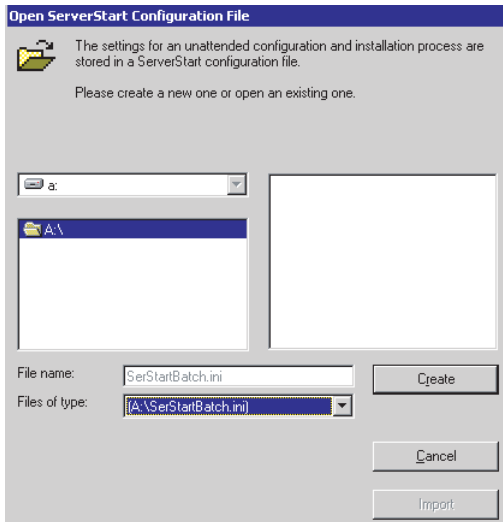 Open ServerStart Configuration File
The settings for an unattended configuration and installation process are
stored in a ServerStart configuration file.
Please create a new one or open an existing one.
a:
A:\
File name:
SerStartBatch.ini
Create
Files of type:
(A:\SerStartBatch.ini)
Cancel
Import